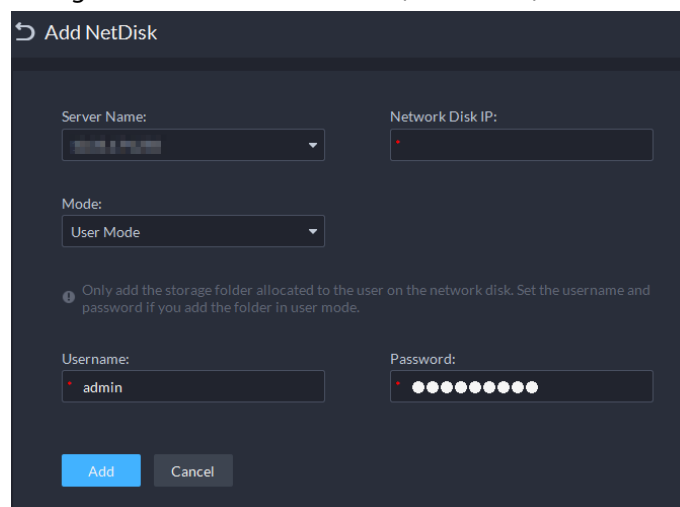 Add NetDisk
Server Name:
Network Disk IP:
*
Mode:
User Mode
Only add the storage folder allocated to the user on the network disk. Set the username and
password if you add the folder in user mode.
Username:
Password:
* admin
* ●●●●●●●●●
Add
Cancel